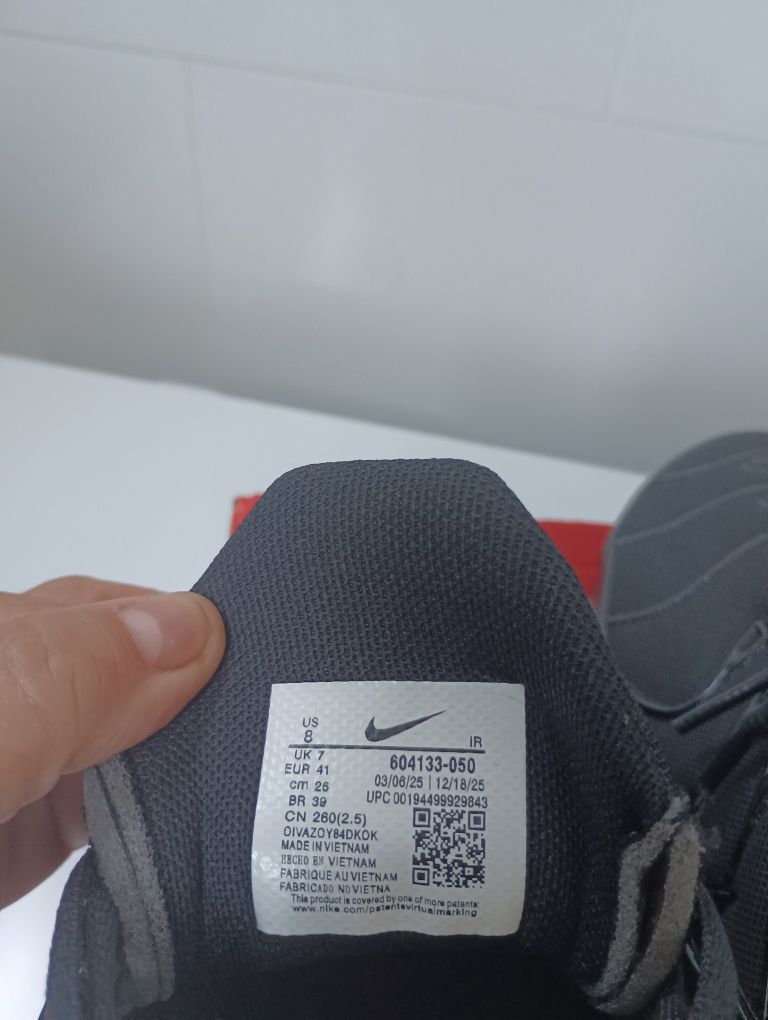 US
8
IR
UK 7
EUR 41
cm 26
BR 39
CN 260(2.5)
604133-050
03/06/25 | 12/18/25
UPC 00194499929843
OIVAZOY84DKOK
MADE IN VIETNAM
HECHO EN VIETNAM
FABRIQUE AU VIETNAM
FABRICADO NO VIETNA
This product is covered by one of more patents:
www.nike.com/patentsvirtualmarking